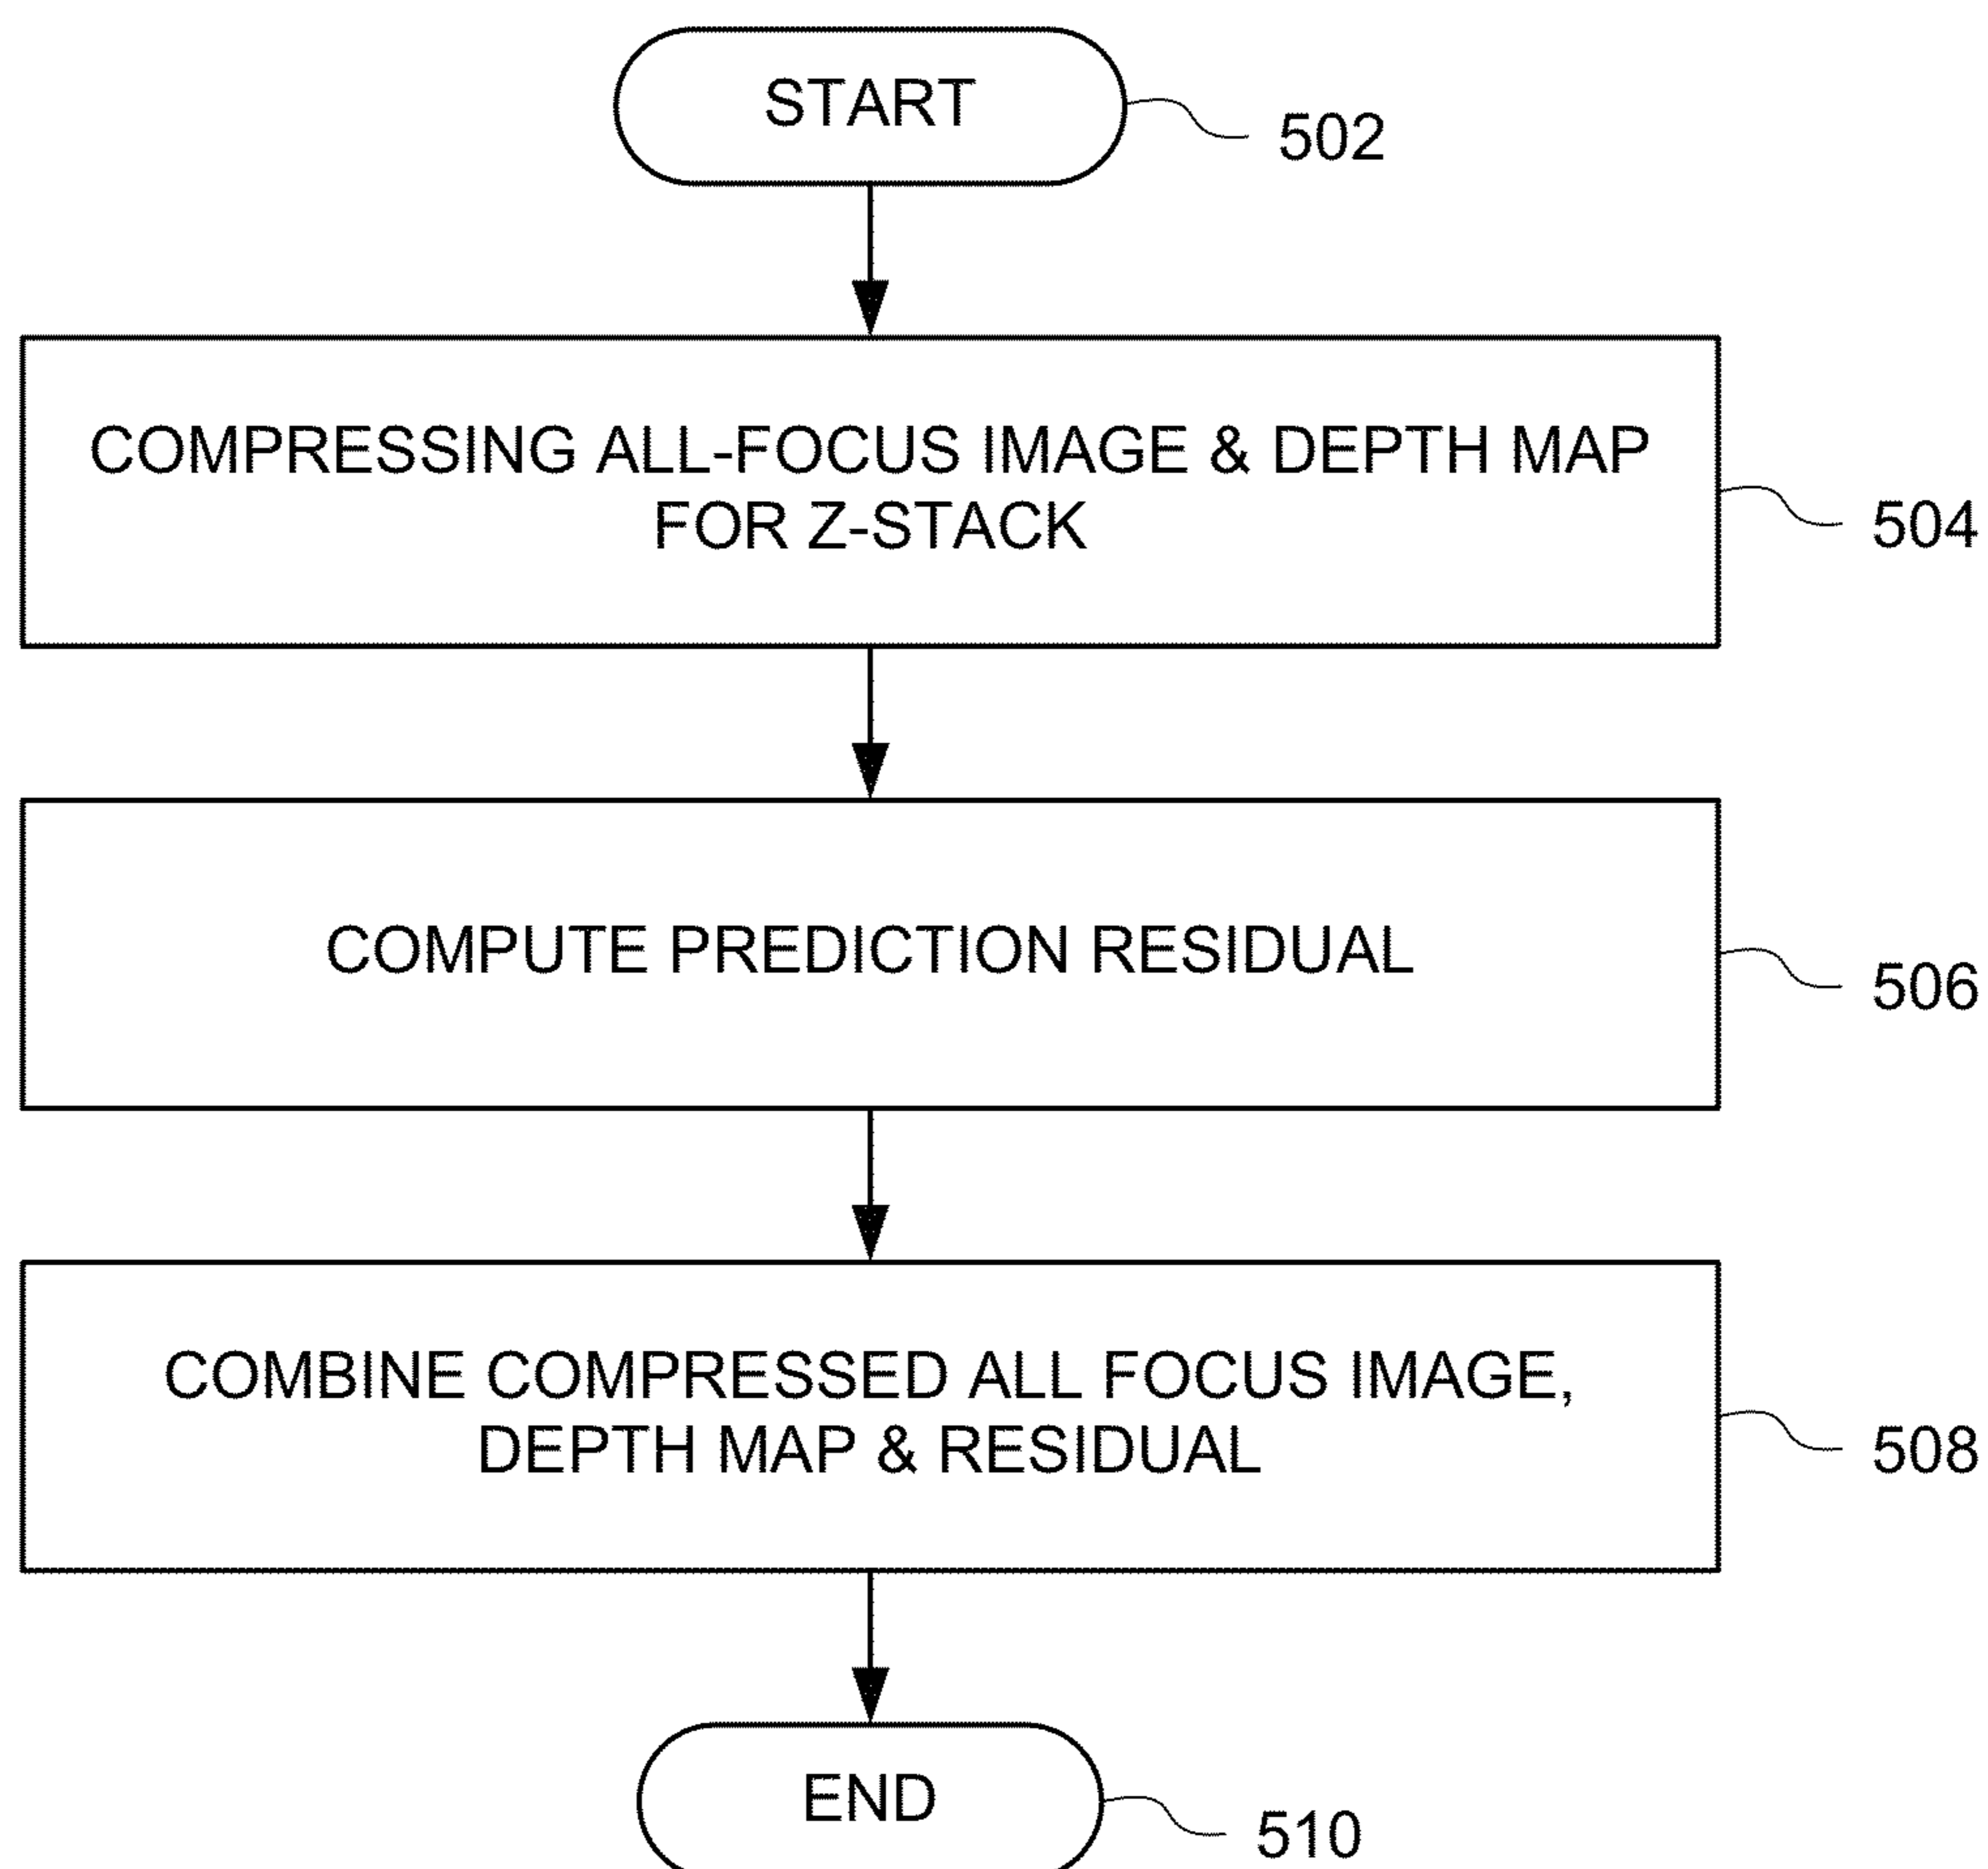 START
502
COMPRESSING ALL-FOCUS IMAGE & DEPTH MAP
FOR Z-STACK
504
COMPUTE PREDICTION RESIDUAL
506
COMBINE COMPRESSED ALL FOCUS IMAGE,
DEPTH MAP & RESIDUAL
508
END
510